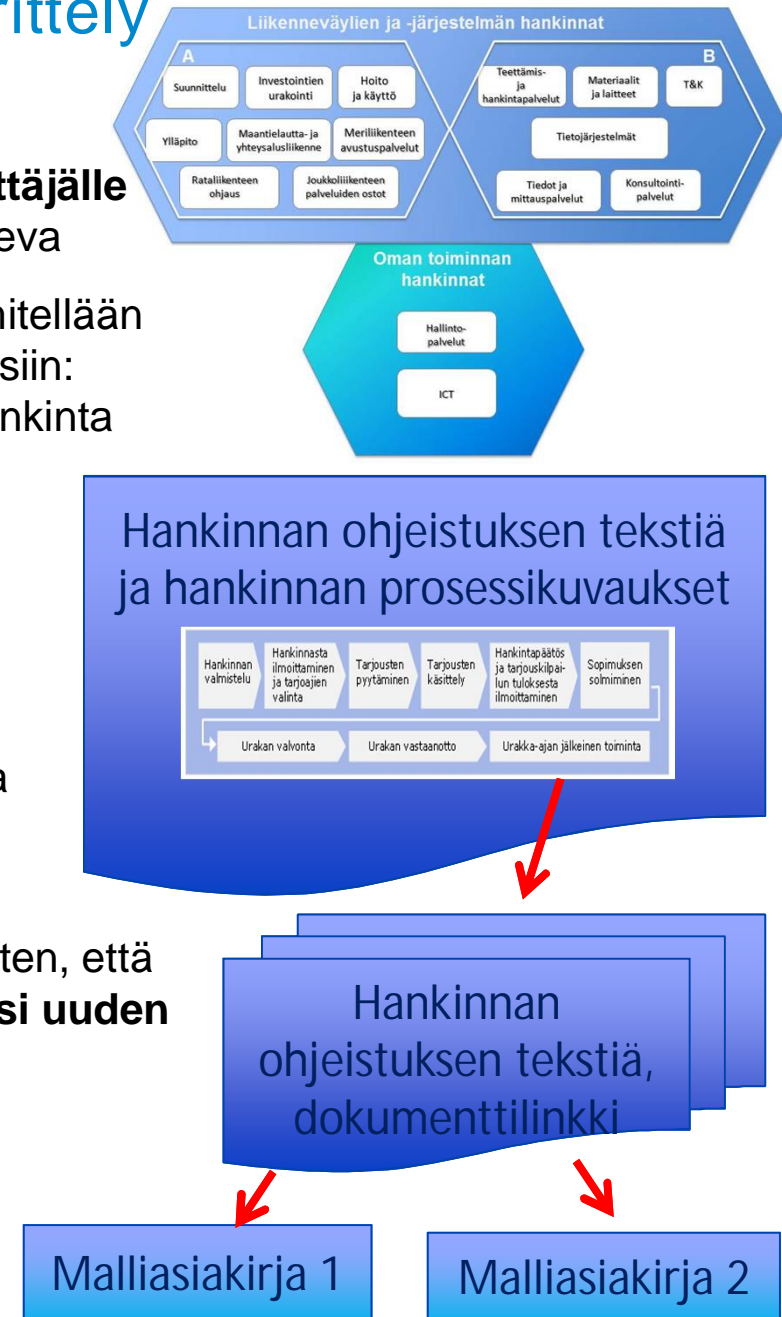 rittely
Liikenneväylien ja -järjestelmän hankinnat
A
Suunnittelu
Investointien
urakointi
Hoito
ja käyttö
Ylläpito
Maantielautta- ja
yhteysalusliikenne
Meriliikenteen
avustuspalvelut
Rataliikenteen
ohjaus
Joukkoliiikenteen
palveluiden ostot
B
Teettämis-
ja
hankintapalvelut
Materiaalit
ja laitteet
T&K
Tietojärjestelmät
Tiedot ja
mittauspalvelut
Konsultointi-
palvelut
ttäjälle
eva
nitellään
siin:
nkinta
Oman toiminnan
hankinnat
Hallinto-
palvelut
ICT
Hankinnan ohjeistuksen tekstiä
ja hankinnan prosessikuvaukset
Hankinnan
valmistelu
Hankinnasta
ilmoittaminen
ja tarjoajien
valinta
Tarjousten
pyytäminen
Tarjousten
käsittely
Hankintapäätös
ja tarjouskilpai-
lun tuloksesta
ilmoittaminen
Sopimuksen
solmiminen
Urakan valvonta
Urakan vastaanotto
Urakka-ajan jälkeinen toiminta
a
ten, että
si uuden
Hankinnan
ohjeistuksen tekstiä,
dokumenttilinkki
Malliasiakirja 1
Malliasiakirja 2